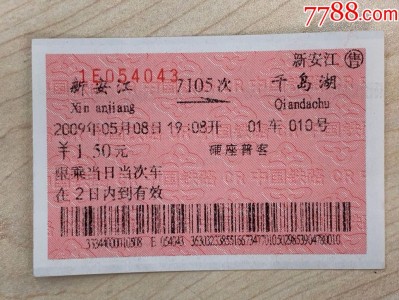 7788.com
新安江 售
1E054043
新安江 7105次 千岛湖
Xin anjiang Qiandaohu
2009年05月08日 19:08开 01车 010号
￥1.50元 硬座普客
限乘当日当次车
在2日内到有效